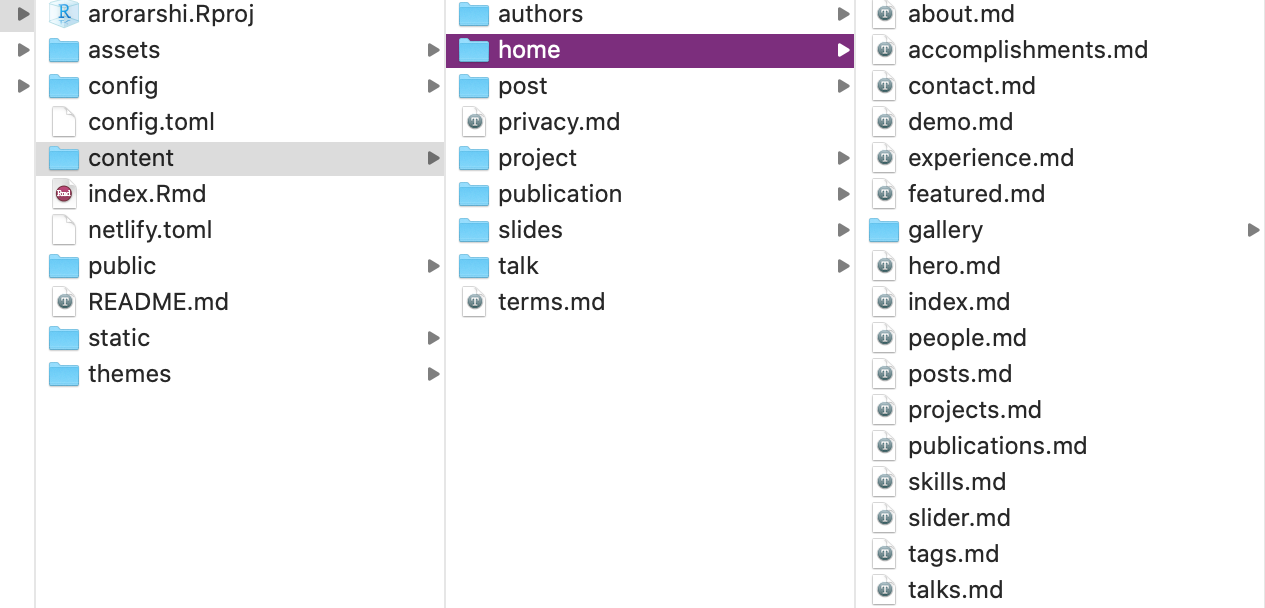 arorarshi.Rproj
assets
config
config.toml
content
index.Rmd
netlify.toml
public
README.md
static
themes
authors
home
post
privacy.md
project
publication
slides
talk
terms.md
about.md
accomplishments.md
contact.md
demo.md
experience.md
featured.md
gallery
hero.md
index.md
people.md
posts.md
projects.md
publications.md
skills.md
slider.md
tags.md
talks.md